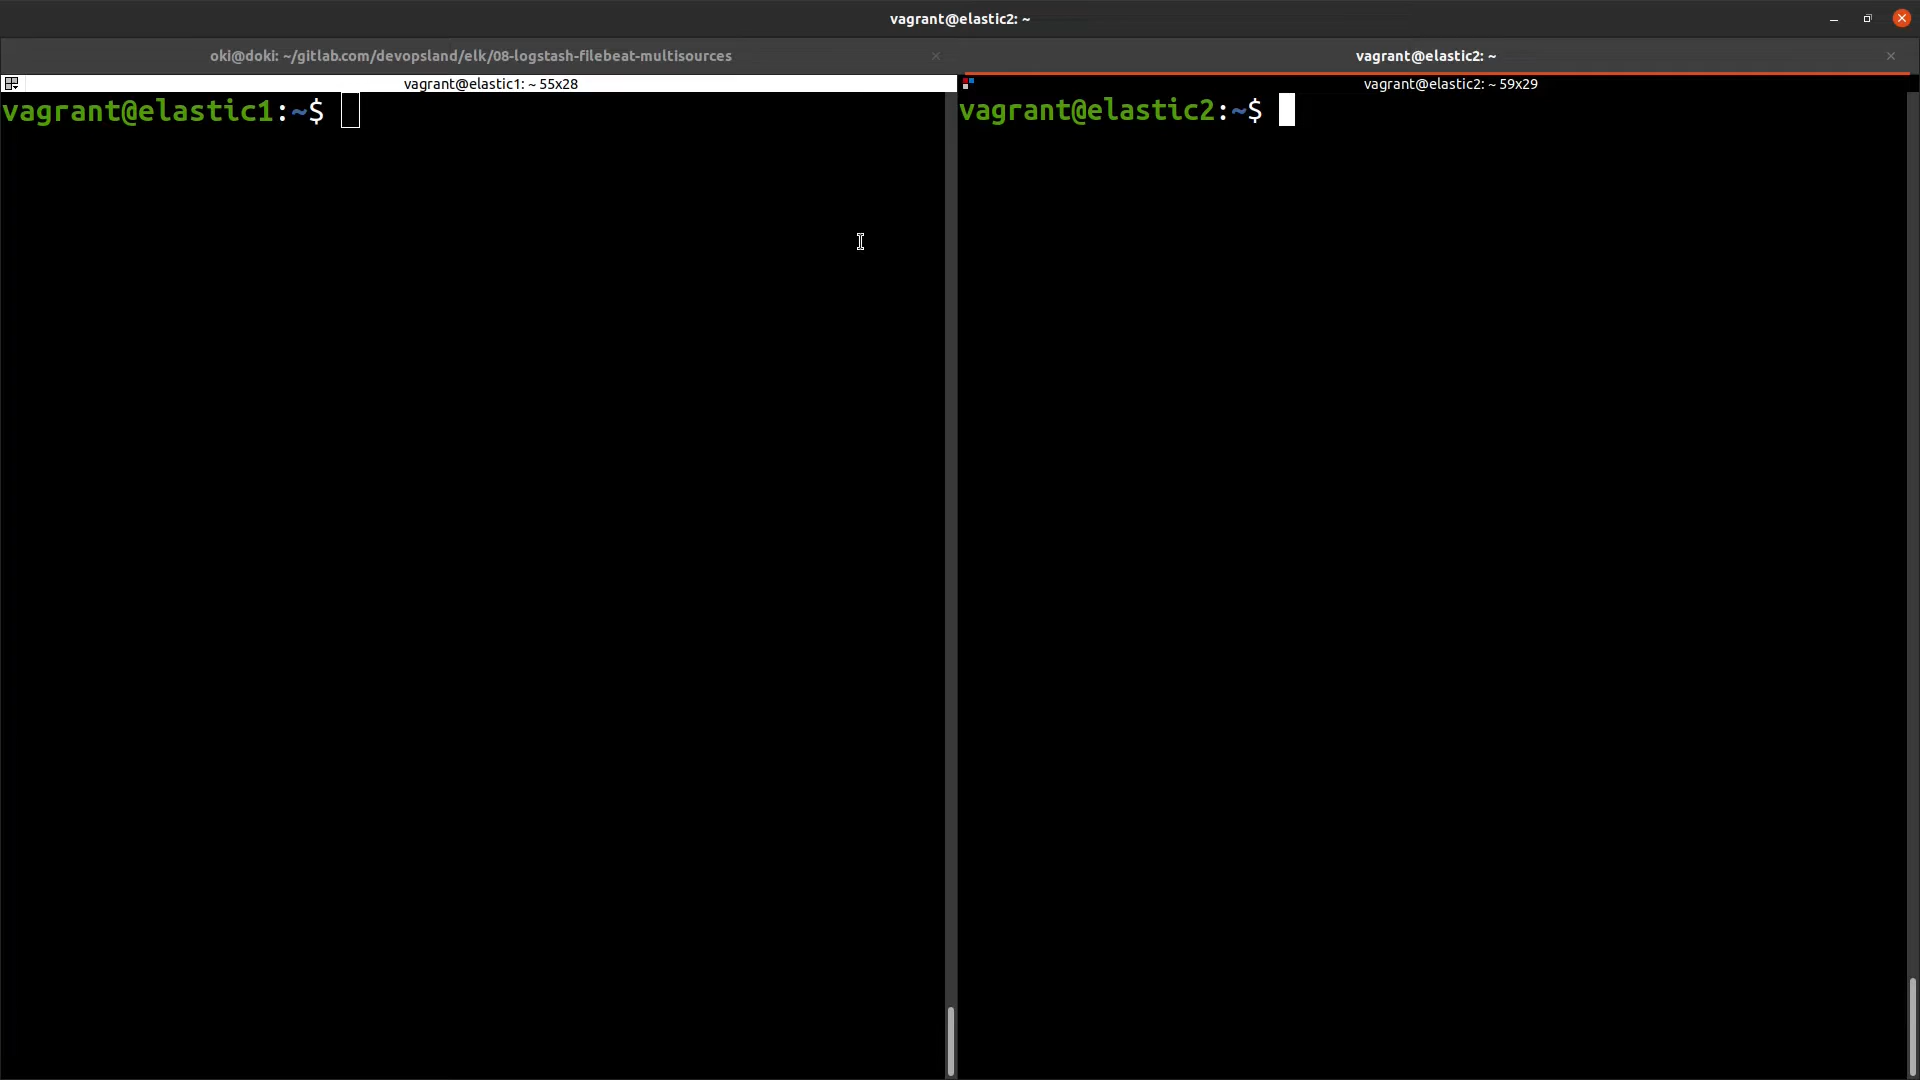 vagrant@elastic2: ~
oki@doki: ~/gitlab.com/devopsland/elk/08-logstash-filebeat-multisources
vagrant@elastic2: ~
vagrant@elastic1: ~ 55x28
vagrant@elastic2: ~ 59x29
vagrant@elastic1:~$
vagrant@elastic2:~$